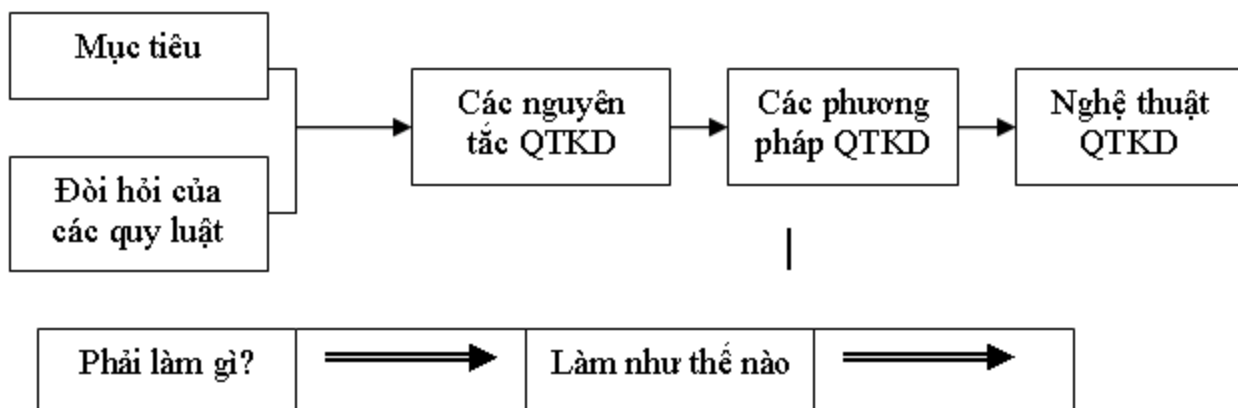 Mục tiêu
Đòi hỏi của
các quy luật
Các nguyên
tắc QTKD
Các phương
pháp QTKD
Nghệ thuật
QTKD
Phải làm gì?
Làm như thế nào